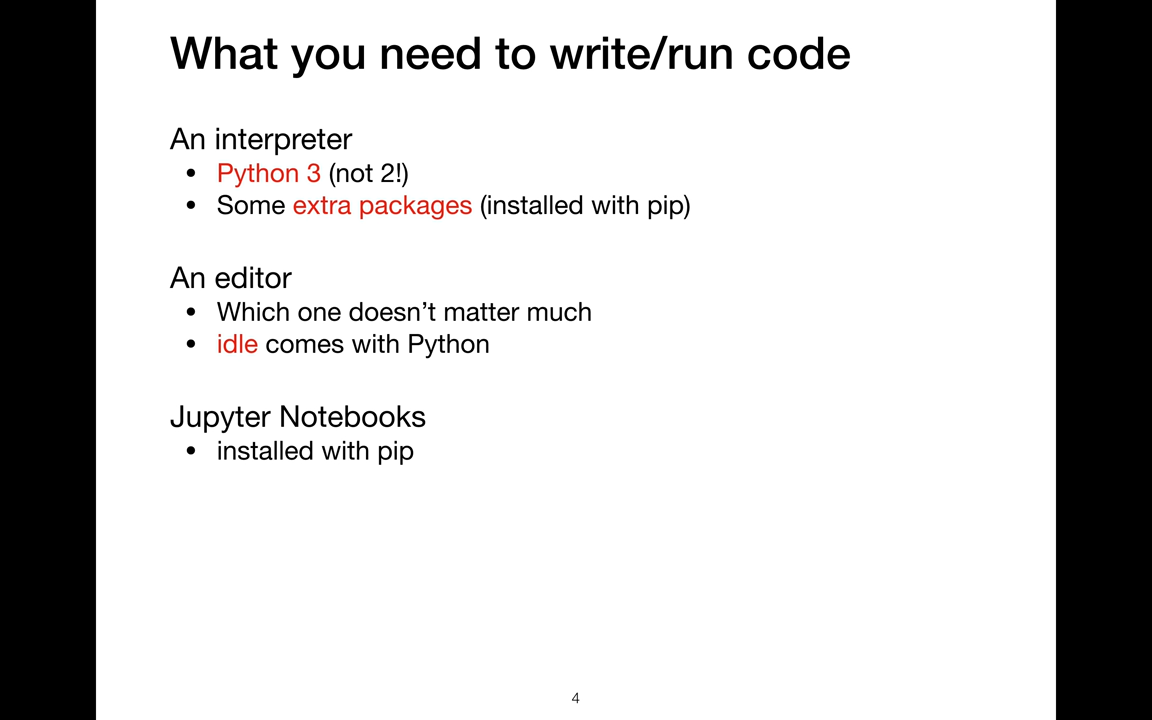 What you need to write/run code
An interpreter
• Python 3 (not 2!)
• Some extra packages (installed with pip)
An editor
• Which one doesn’t matter much
• idle comes with Python
Jupyter Notebooks
• installed with pip
4